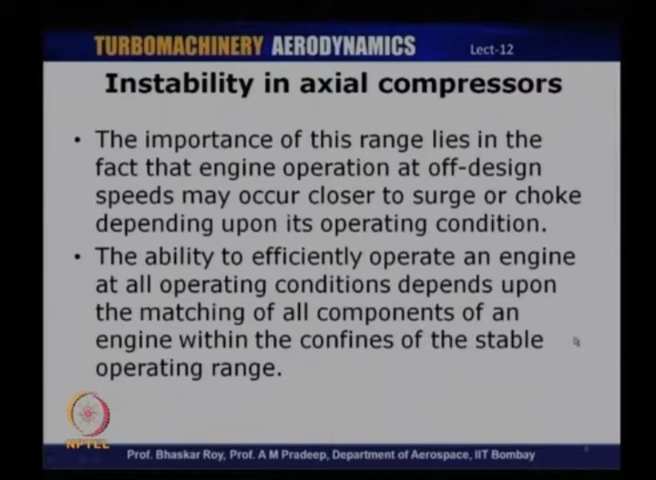 TURBOMACHINERY AERODYNAMICS Lect-12
Instability in axial compressors
• The importance of this range lies in the
fact that engine operation at off-design
speeds may occur closer to surge or choke
depending upon its operating condition.
• The ability to efficiently operate an engine
at all operating conditions depends upon
the matching of all components of an
engine within the confines of the stable
operating range.
NPTEL
Prof. Bhaskar Roy, Prof. A M Pradeep, Department of Aerospace, IIT Bombay